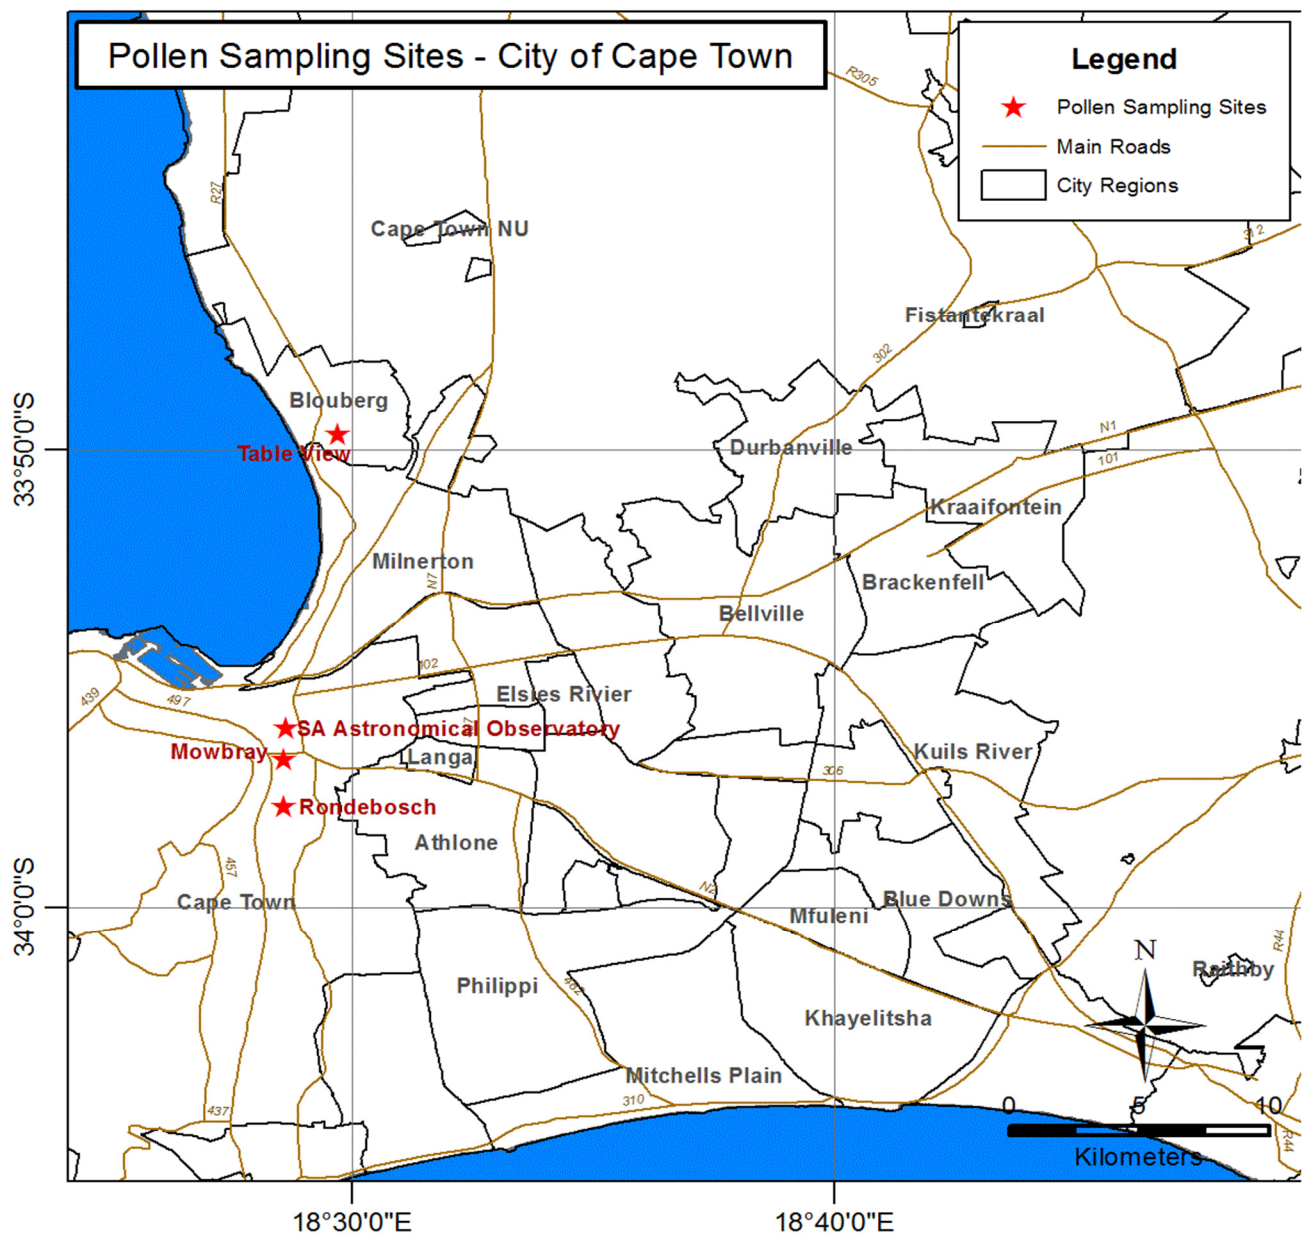 Pollen Sampling Sites - City of Cape Town
Legend
Pollen Sampling Sites
Main Roads
City Regions
R305
R27
Cape Town NU
312
Fistantekraal
302
Blouberg
Table View
33°50'0"S
N1
Durbanville
101
Kraaifontein
Milnerton
N7
Brackenfell
Bellville
102
Elsies Rivier
439
497
SA Astronomical Observatory
Mowbray
Langa
Kuils River
306
Rondebosch
Athlone
457
N2
Cape Town
Blue Downs
Mfuleni
34°0'0"S
R44
N
Raithby
Philippi
462
Khayelitsha
Mitchells Plain
310
437
0 5 10
Kilometers
R44
18°30'0"E
18°40'0"E